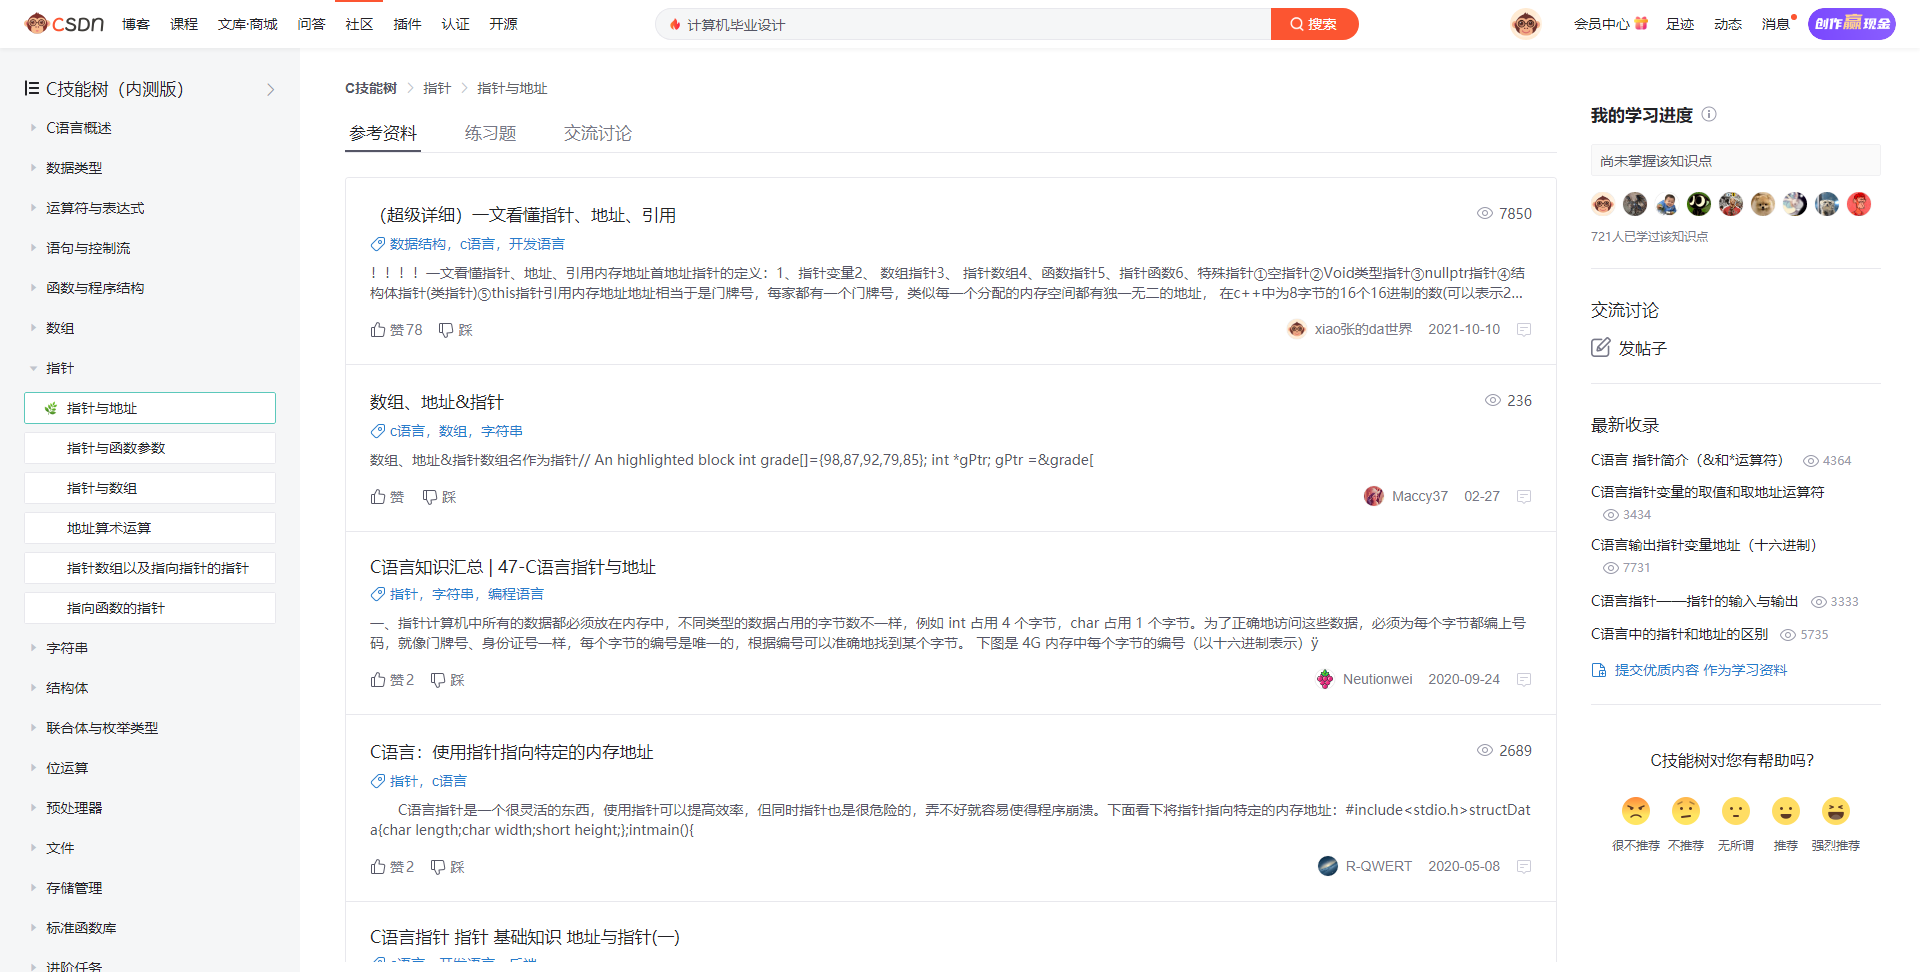 CSDN 博客 课程 文库·商城 问答 社区 插件 认证 开源 计算机毕业设计 搜索 会员中心 足迹 动态 消息 创作赢现金
C技能树（内测版）
C语言概述
数据类型
运算符与表达式
语句与控制流
函数与程序结构
数组
指针
指针与地址
指针与函数参数
指针与数组
地址算术运算
指针数组以及指向指针的指针
指向函数的指针
字符串
结构体
联合体与枚举类型
位运算
预处理器
文件
存储管理
标准函数库
进阶任务
C技能树 指针 指针与地址
参考资料 练习题 交流讨论
（超级详细）一文看懂指针、地址、引用 7850
数据结构，c语言，开发语言
！！！！一文看懂指针、地址、引用内存地址首地址指针的定义：1、指针变量2、 数组指针3、 指针数组4、函数指针5、指针函数6、特殊指针①空指针②Void类型指针③nullptr指针④结
构体指针(类指针)⑤this指针引用内存地址地址相当于是门牌号，每家都有一个门牌号，类似每一个分配的内存空间都有独一无二的地址， 在c++中为8字节的16个16进制的数(可以表示2...
赞78 踩 xiao张的da世界 2021-10-10
数组、地址&指针 236
c语言，数组，字符串
数组、地址&指针数组名作为指针// An highlighted block int grade[]={98,87,92,79,85}; int *gPtr; gPtr =&grade[
赞 踩 Maccy37 02-27
C语言知识汇总 | 47-C语言指针与地址
指针，字符串，编程语言
一、指针计算机中所有的数据都必须放在内存中，不同类型的数据占用的字节数不一样，例如 int 占用 4 个字节，char 占用 1 个字节。为了正确地访问这些数据，必须为每个字节都编上号
码，就像门牌号、身份证号一样，每个字节的编号是唯一的，根据编号可以准确地找到某个字节。 下图是 4G 内存中每个字节的编号（以十六进制表示）ÿ
赞2 踩 Neutionwei 2020-09-24
C语言：使用指针指向特定的内存地址 2689
指针，c语言
C语言指针是一个很灵活的东西，使用指针可以提高效率，但同时指针也是很危险的，弄不好就容易使得程序崩溃。下面看下将指针指向特定的内存地址：#include<stdio.h>structDat
a{char length;char width;short height;};intmain(){
赞2 踩 R-QWERT 2020-05-08
C语言指针 指针 基础知识 地址与指针(一)
c语言，开发语言，后端
我的学习进度
尚未掌握该知识点
721人已学过该知识点
交流讨论
发帖子
最新收录
C语言 指针简介（&和*运算符） 4364
C语言指针变量的取值和取地址运算符
3434
C语言输出指针变量地址（十六进制）
7731
C语言指针——指针的输入与输出 3333
C语言中的指针和地址的区别 5735
提交优质内容 作为学习资料
C技能树对您有帮助吗？
很不推荐 不推荐 无所谓 推荐 强烈推荐